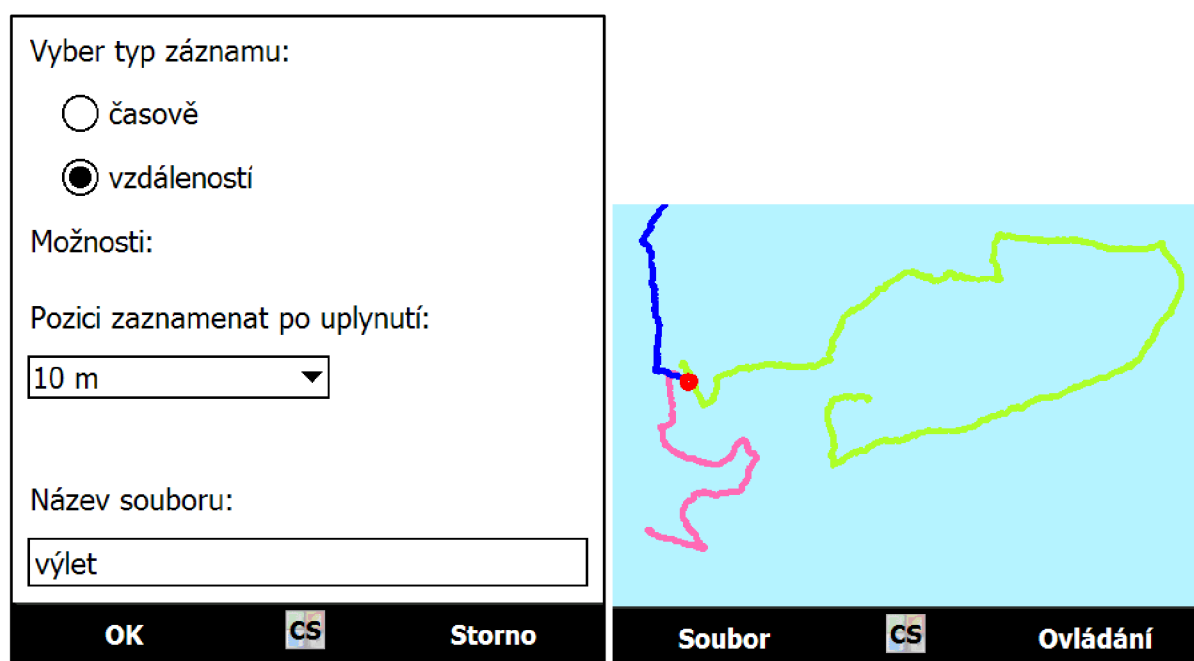 Vyber typ záznamu:
časově
vzdáleností
Možnosti:
Pozici zaznamenat po uplynutí:
10 m
Název souboru:
výlet
OK CS Storno
Soubor CS Ovládání